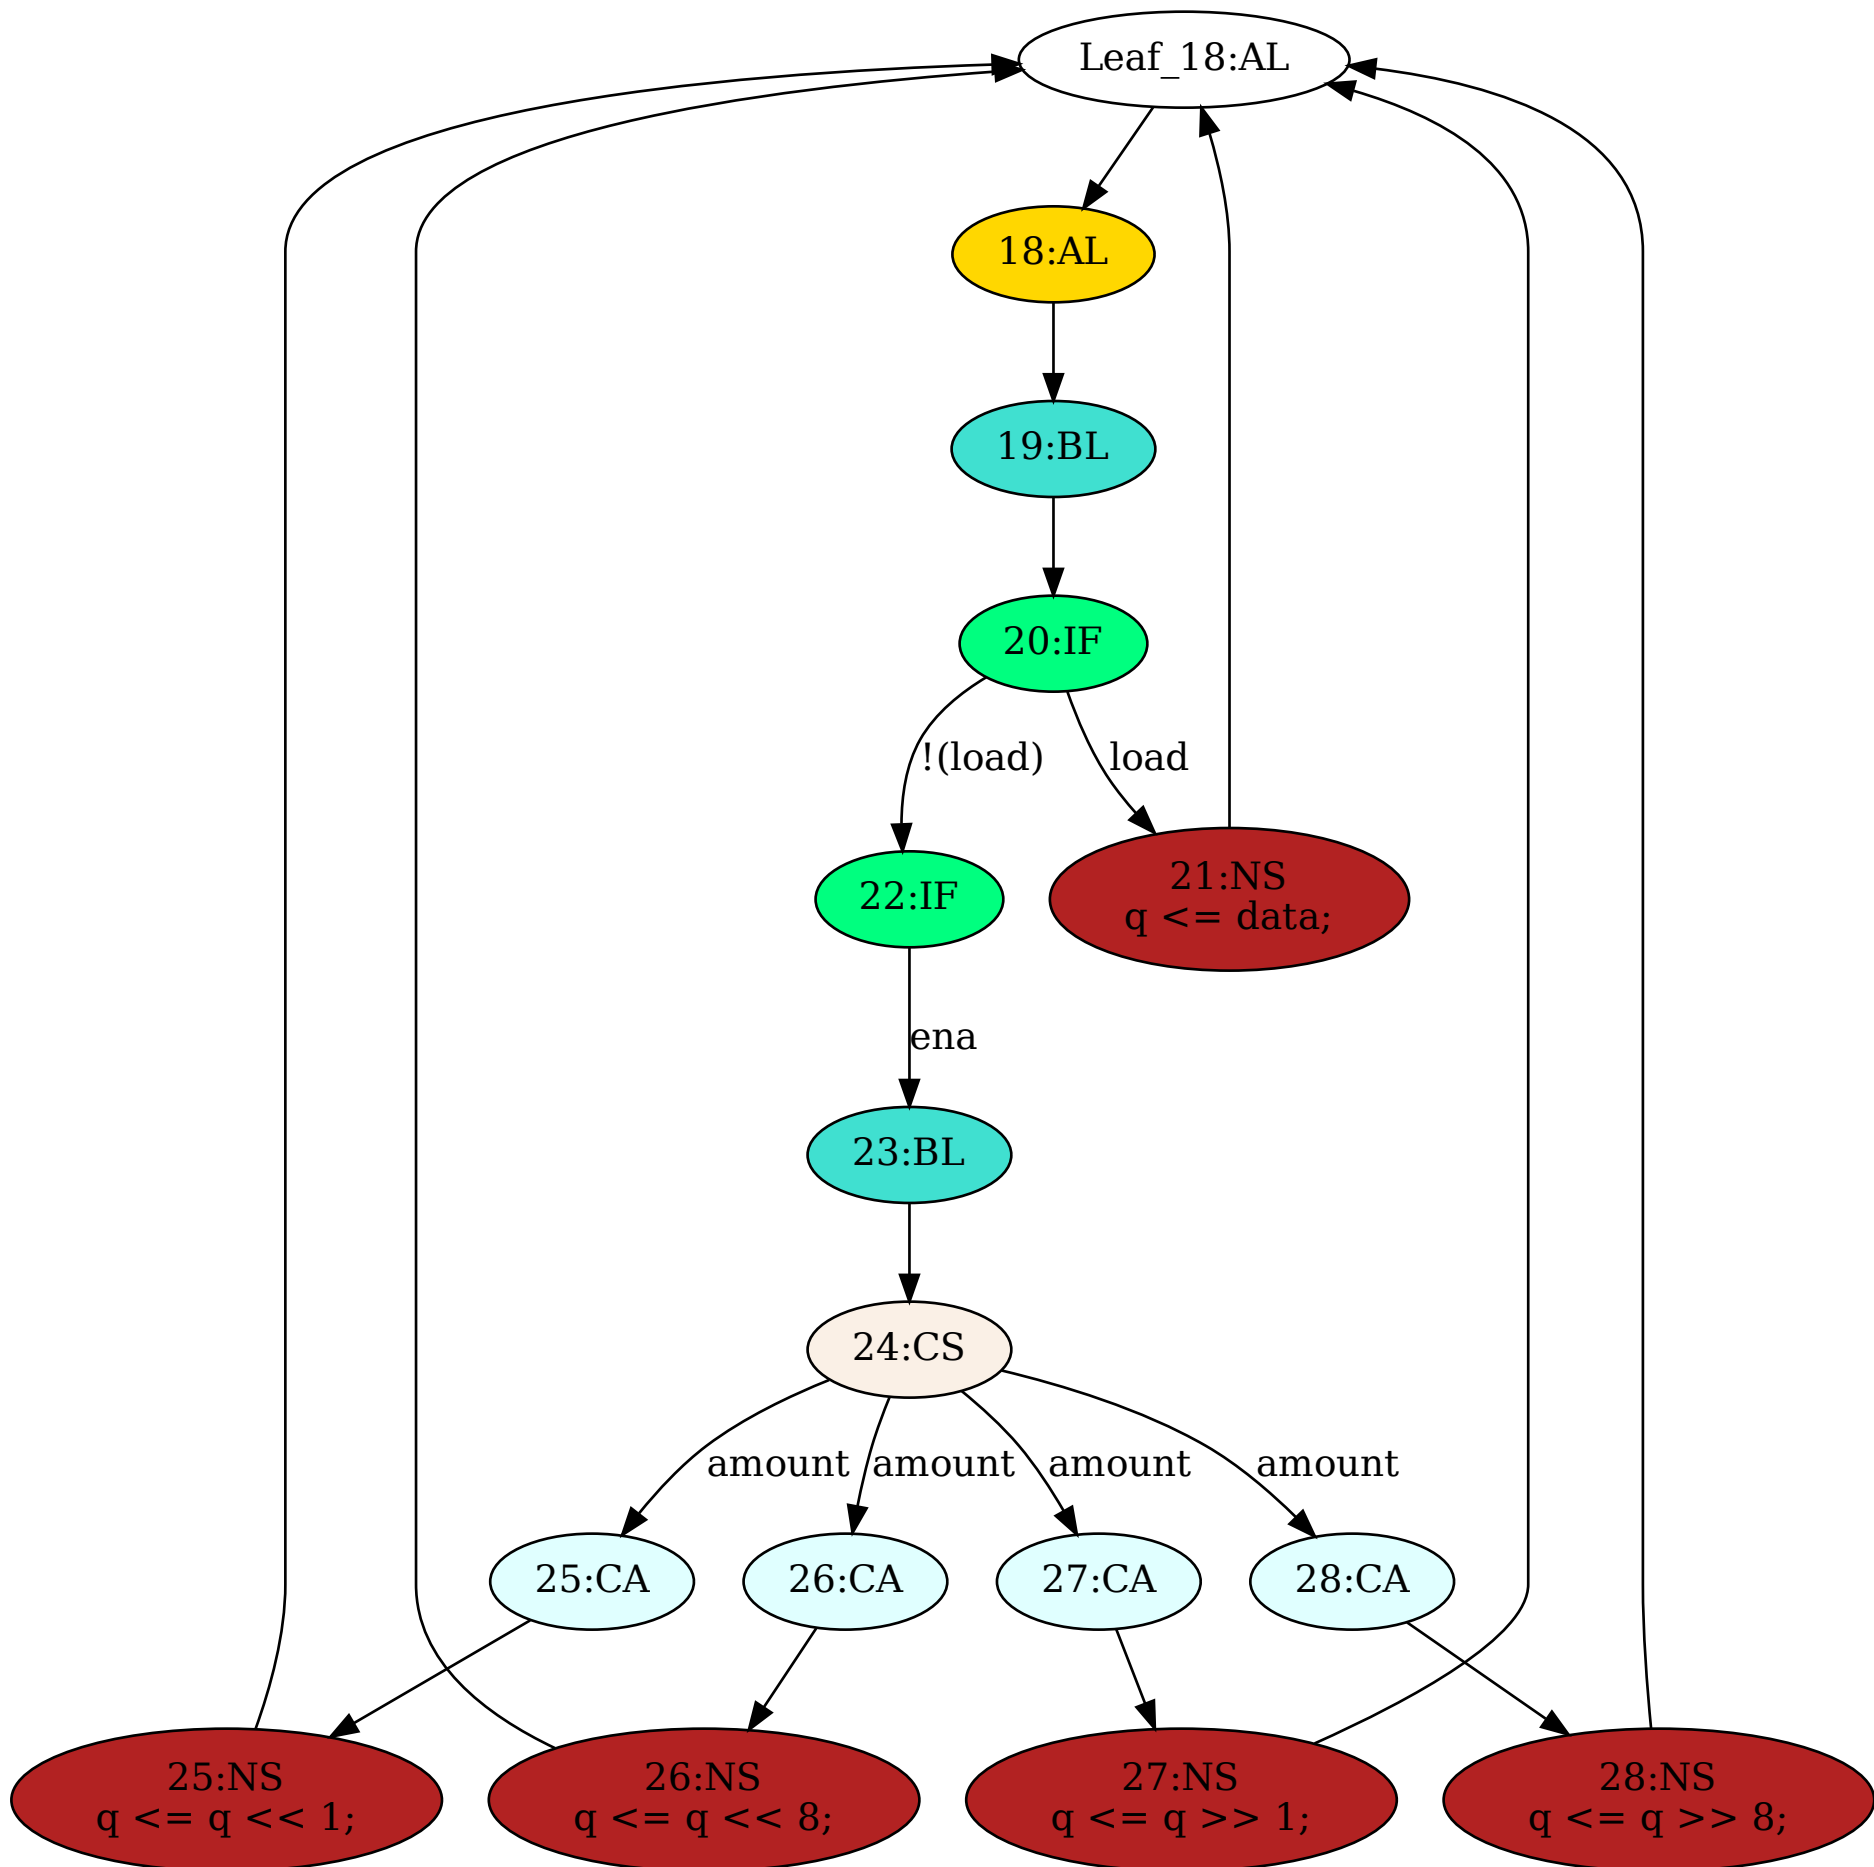 Leaf_18:AL
18:AL
19:BL
20:IF
!(load)
load
22:IF
21:NS
q <= data;
ena
23:BL
24:CS
amount
amount
amount
amount
25:CA
26:CA
27:CA
28:CA
25:NS
q <= q << 1;
26:NS
q <= q << 8;
27:NS
q <= q >> 1;
28:NS
q <= q >> 8;